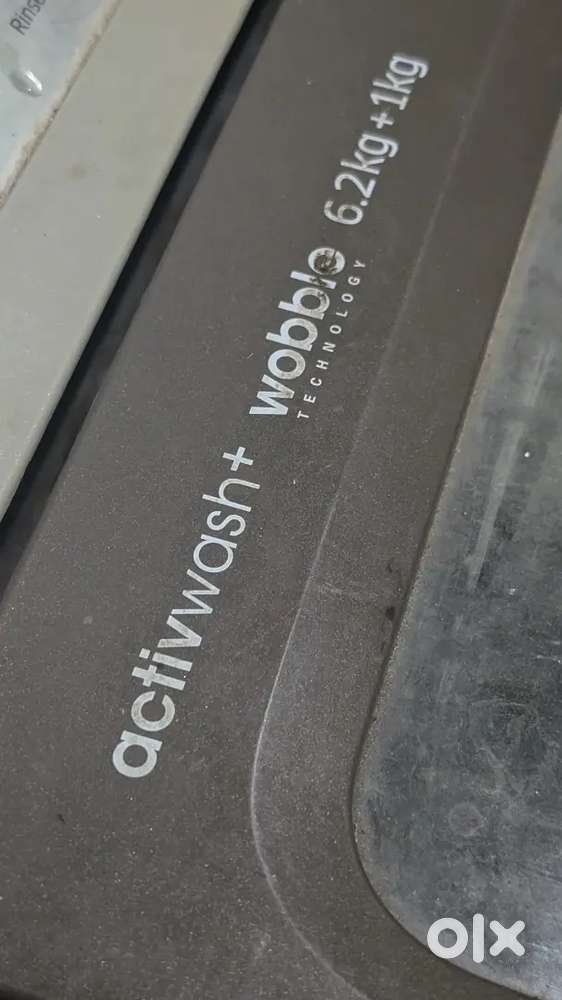 Rinse
activwash+ wobble 6.2kg+1kg
TECHNOLOGY
olx